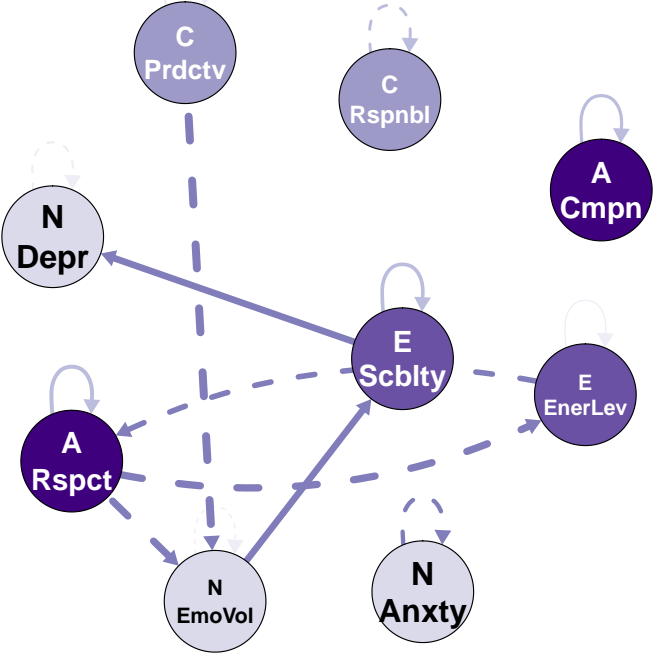 C
Prdctv
C
Rspnbl
A
Cmpn
N
Depr
E
Scblty
E
EnerLev
A
Rspct
N
EmoVol
N
Anxty